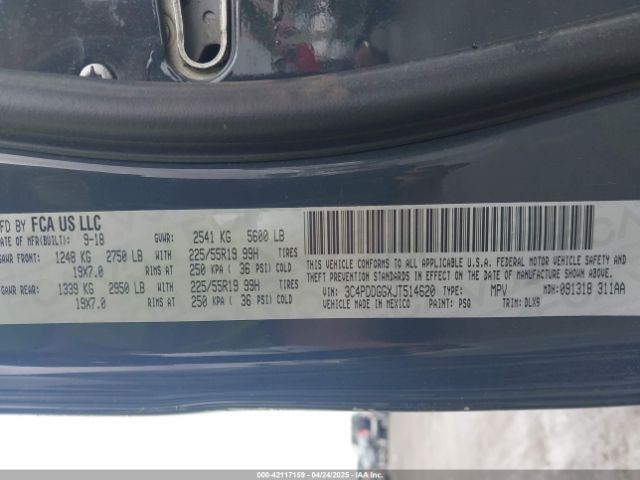 MFD BY FCA US LLC
DATE OF MFR(BUILT): 9-18 GVWR: 2541 KG 5600 LB
GAWR FRONT: 1248 KG 2750 LB WITH 225/55R19 99H TIRES
19X7.0 RIMS AT 250 KPA ( 36 PSI) COLD
GAWR REAR: 1339 KG 2950 LB WITH 225/55R19 99H TIRES
19X7.0 RIMS AT 250 KPA ( 36 PSI) COLD
THIS VEHICLE CONFORMS TO ALL APPLICABLE U.S.A. FEDERAL MOTOR VEHICLE SAFETY AND
THEFT PREVENTION STANDARDS IN EFFECT ON THE DATE OF MANUFACTURE SHOWN ABOVE.
VIN: 3C4PDDGGXJT514620 TYPE: MPV MDH: 091318 311AA
VEHICLE MADE IN MEXICO PAINT: PSQ TRIM: DLX9
00-42117159 - 04/24/2025 - IAAI.COM